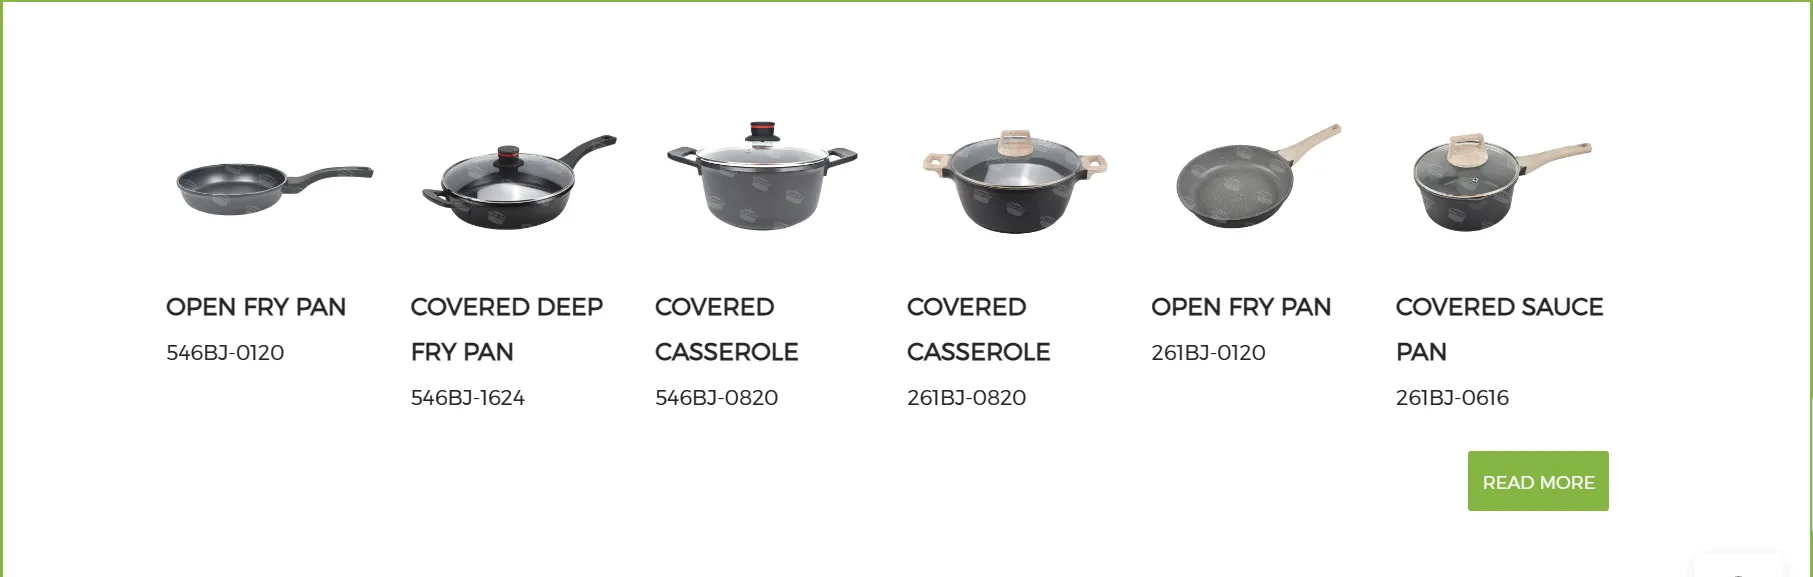 OPEN FRY PAN
546BJ-0120
COVERED DEEP
FRY PAN
546BJ-1624
COVERED
CASSEROLE
546BJ-0820
COVERED
CASSEROLE
261BJ-0820
OPEN FRY PAN
261BJ-0120
COVERED SAUCE
PAN
261BJ-0616
READ MORE